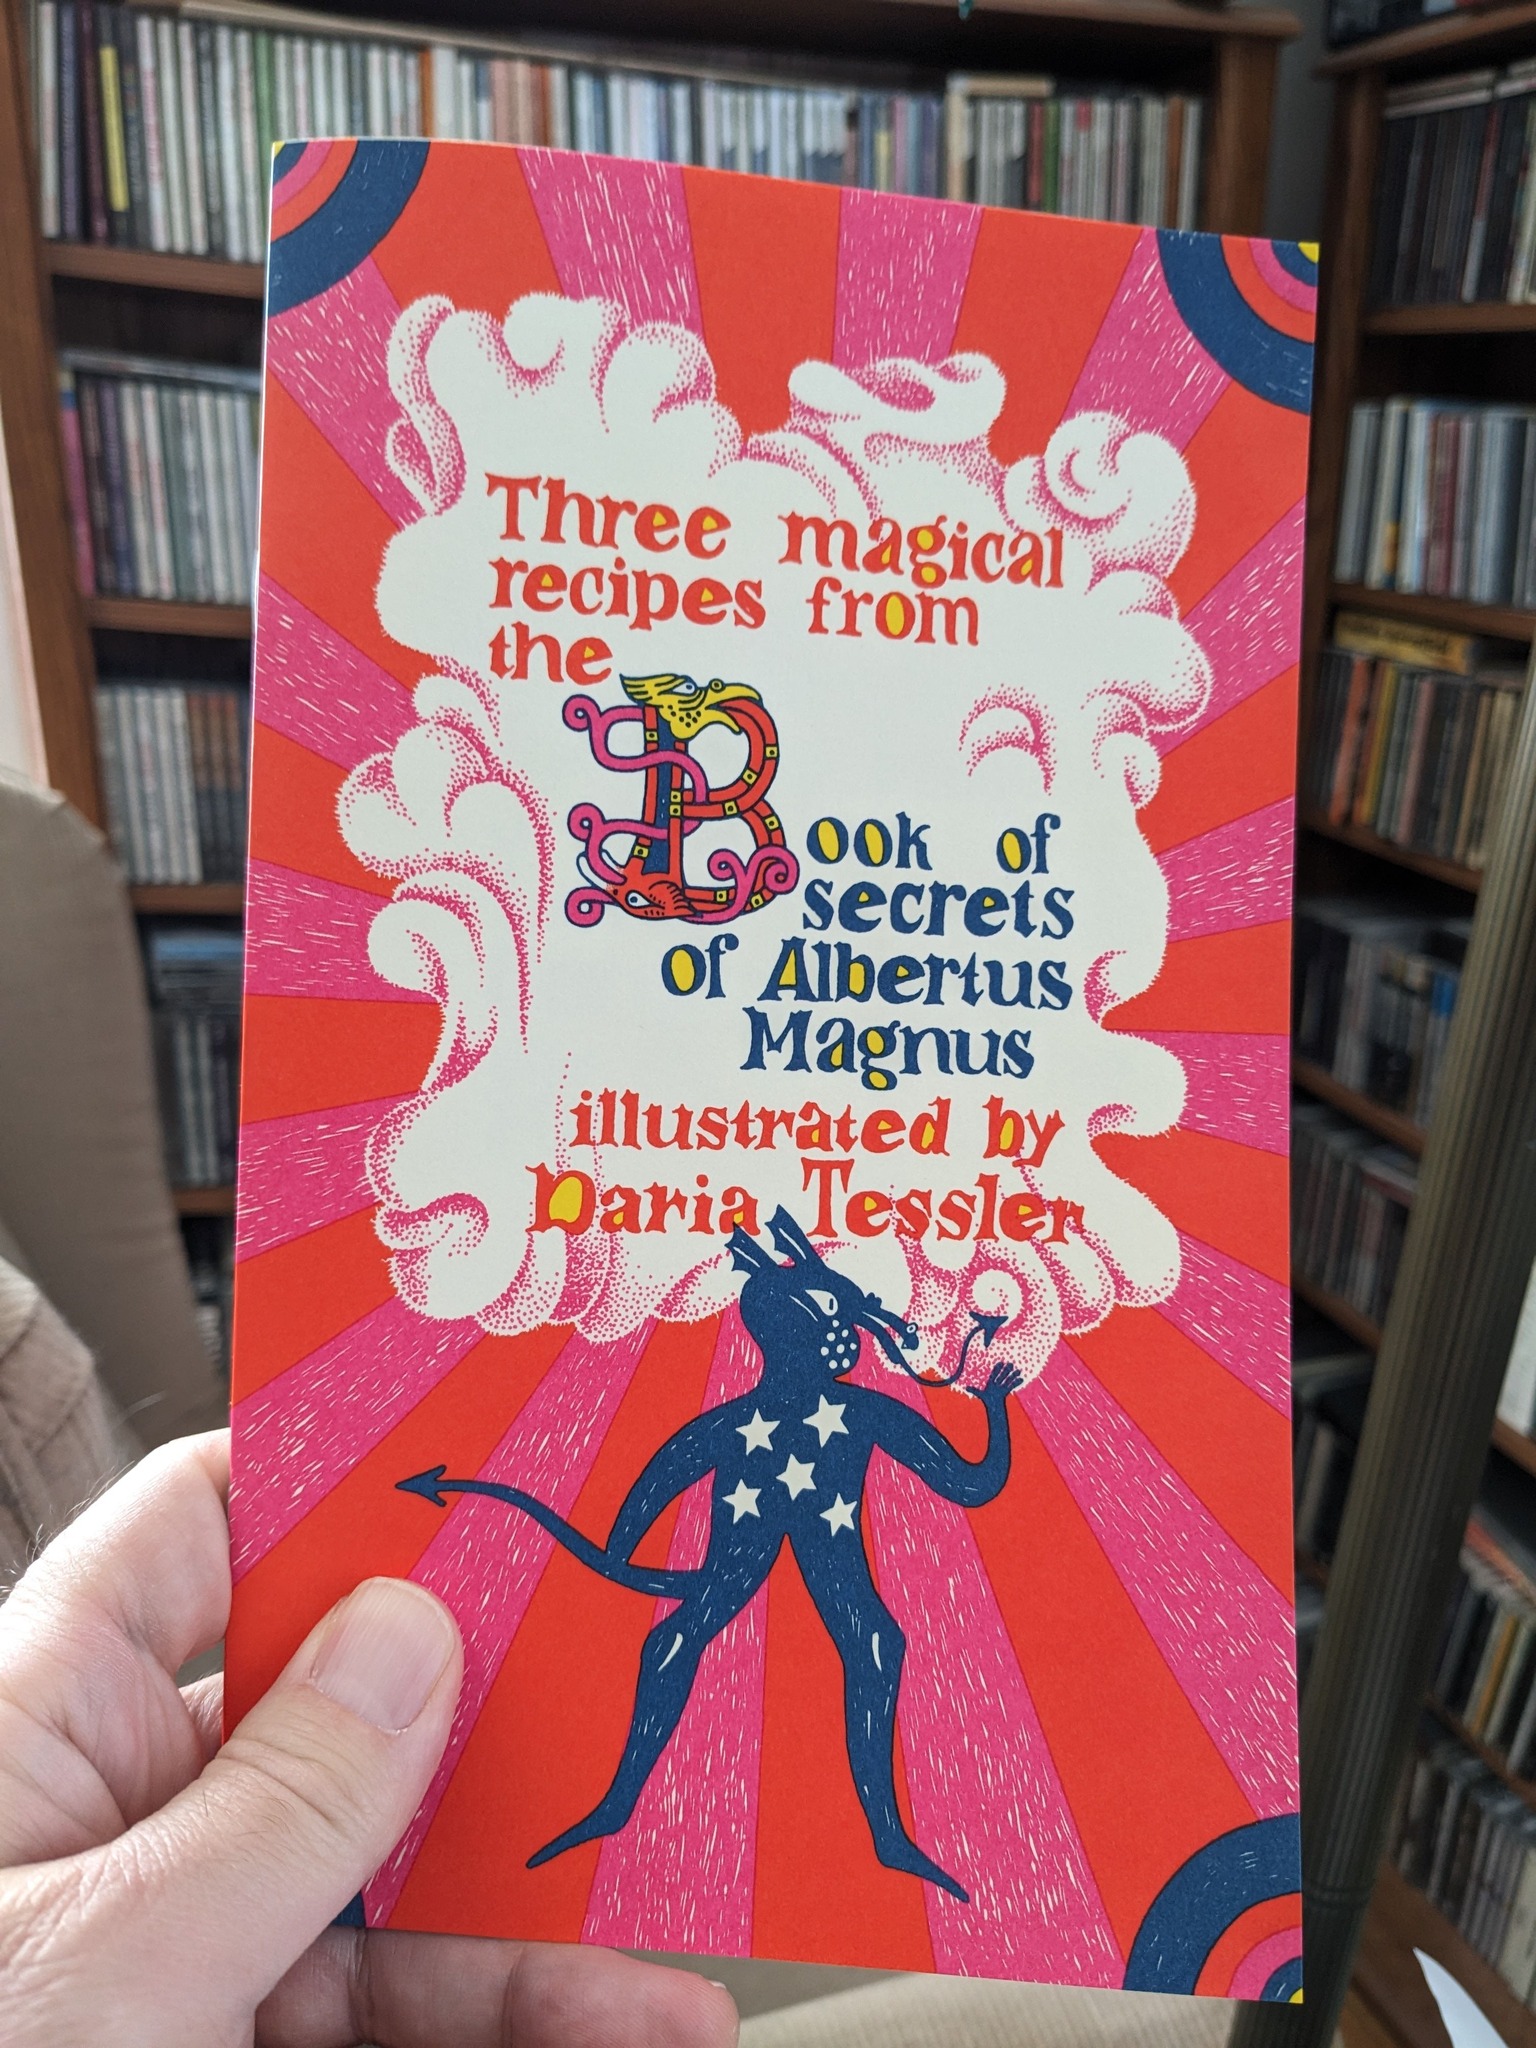 Three magical
recipes from
the
Book of
secrets
of Albertus
Magnus
illustrated by
Daria Tessler